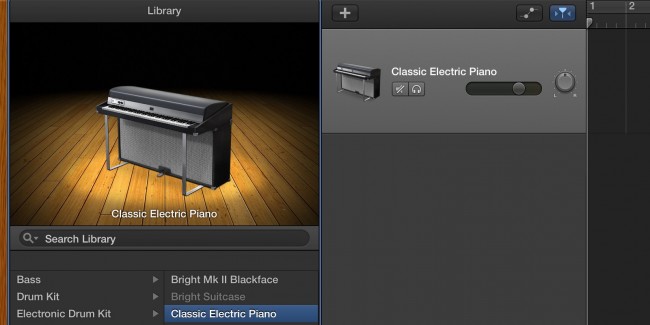 Library
Classic Electric Piano
Search Library
Bass
Drum Kit
Electronic Drum Kit
Bright Mk II Blackface
Bright Suitcase
Classic Electric Piano
Classic Electric Piano
L R
1 2